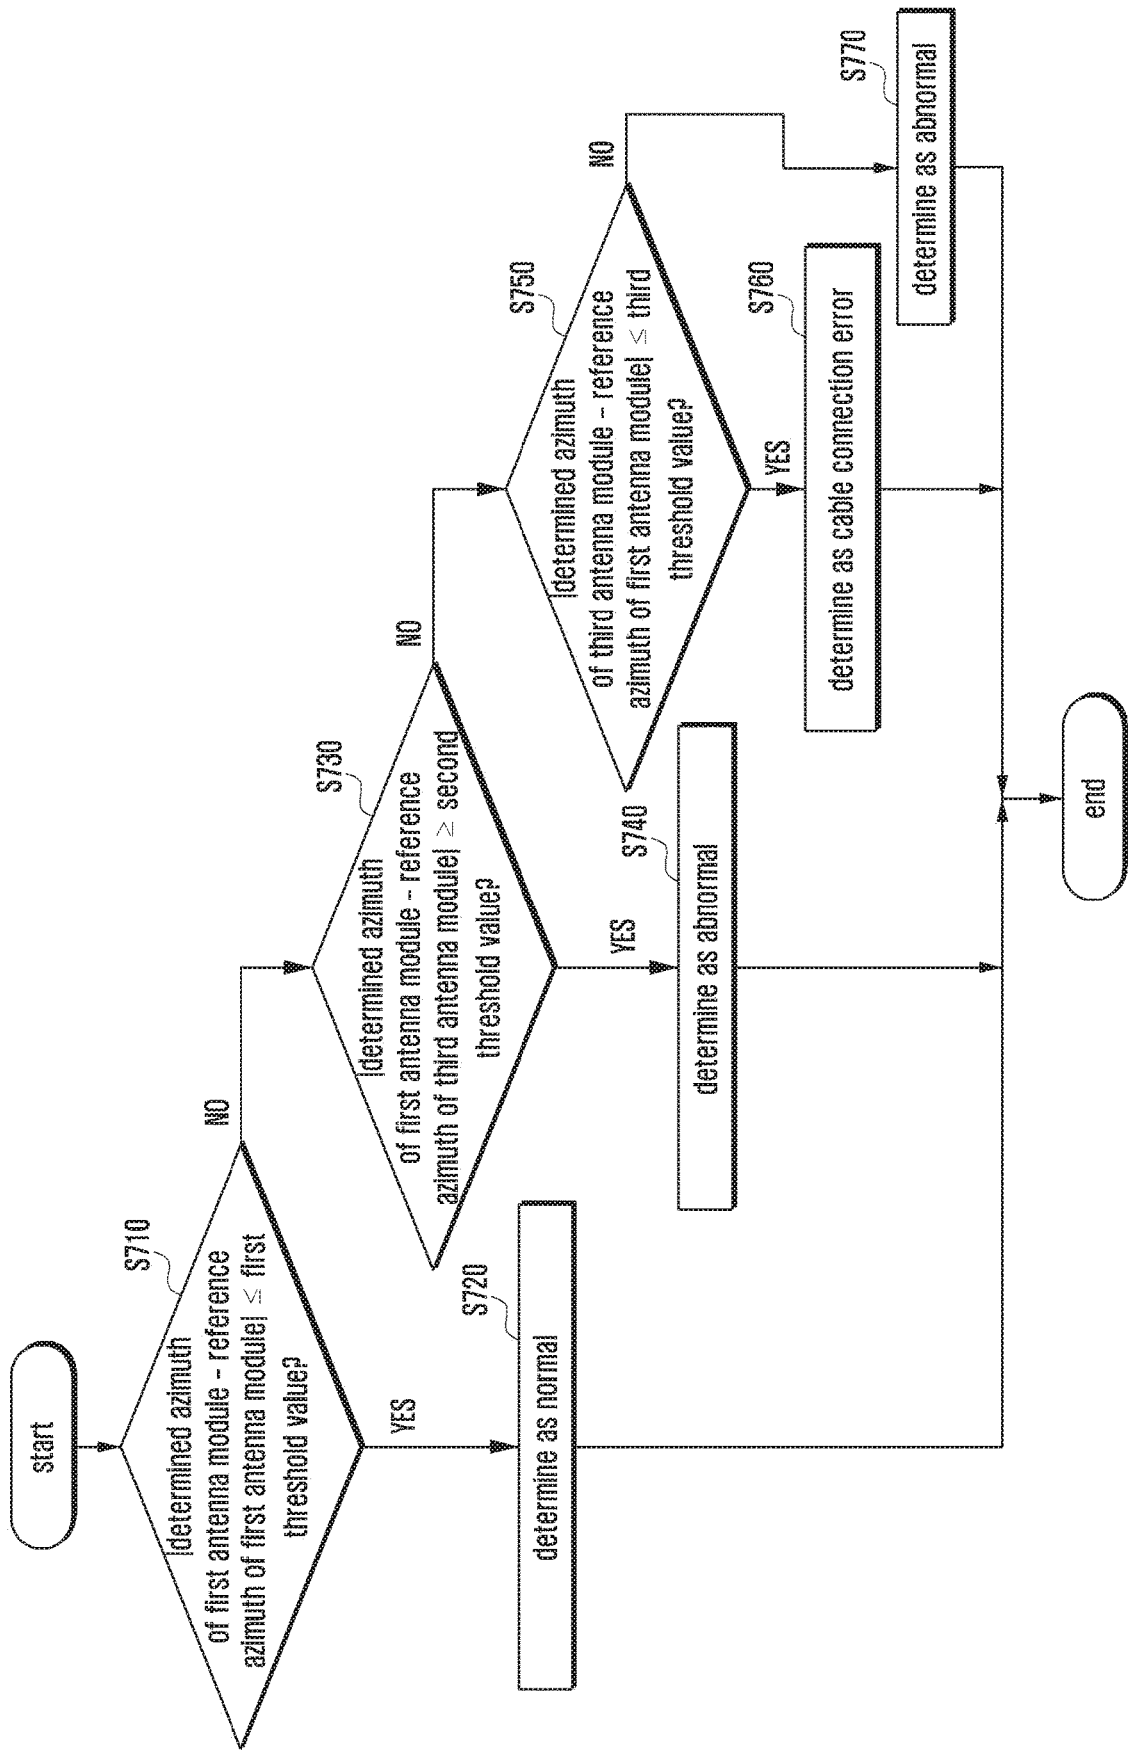 start
S710
|determined azimuth
of first antenna module - reference
azimuth of first antenna module| ≤ first
threshold value?
NO
YES
S720
determine as normal
S730
|determined azimuth
of first antenna module - reference
azimuth of third antenna module| ≥ second
threshold value?
NO
YES
S740
determine as abnormal
S750
|determined azimuth
of third antenna module - reference
azimuth of first antenna module| ≤ third
threshold value?
NO
YES
S760
determine as cable connection error
S770
determine as abnormal
end